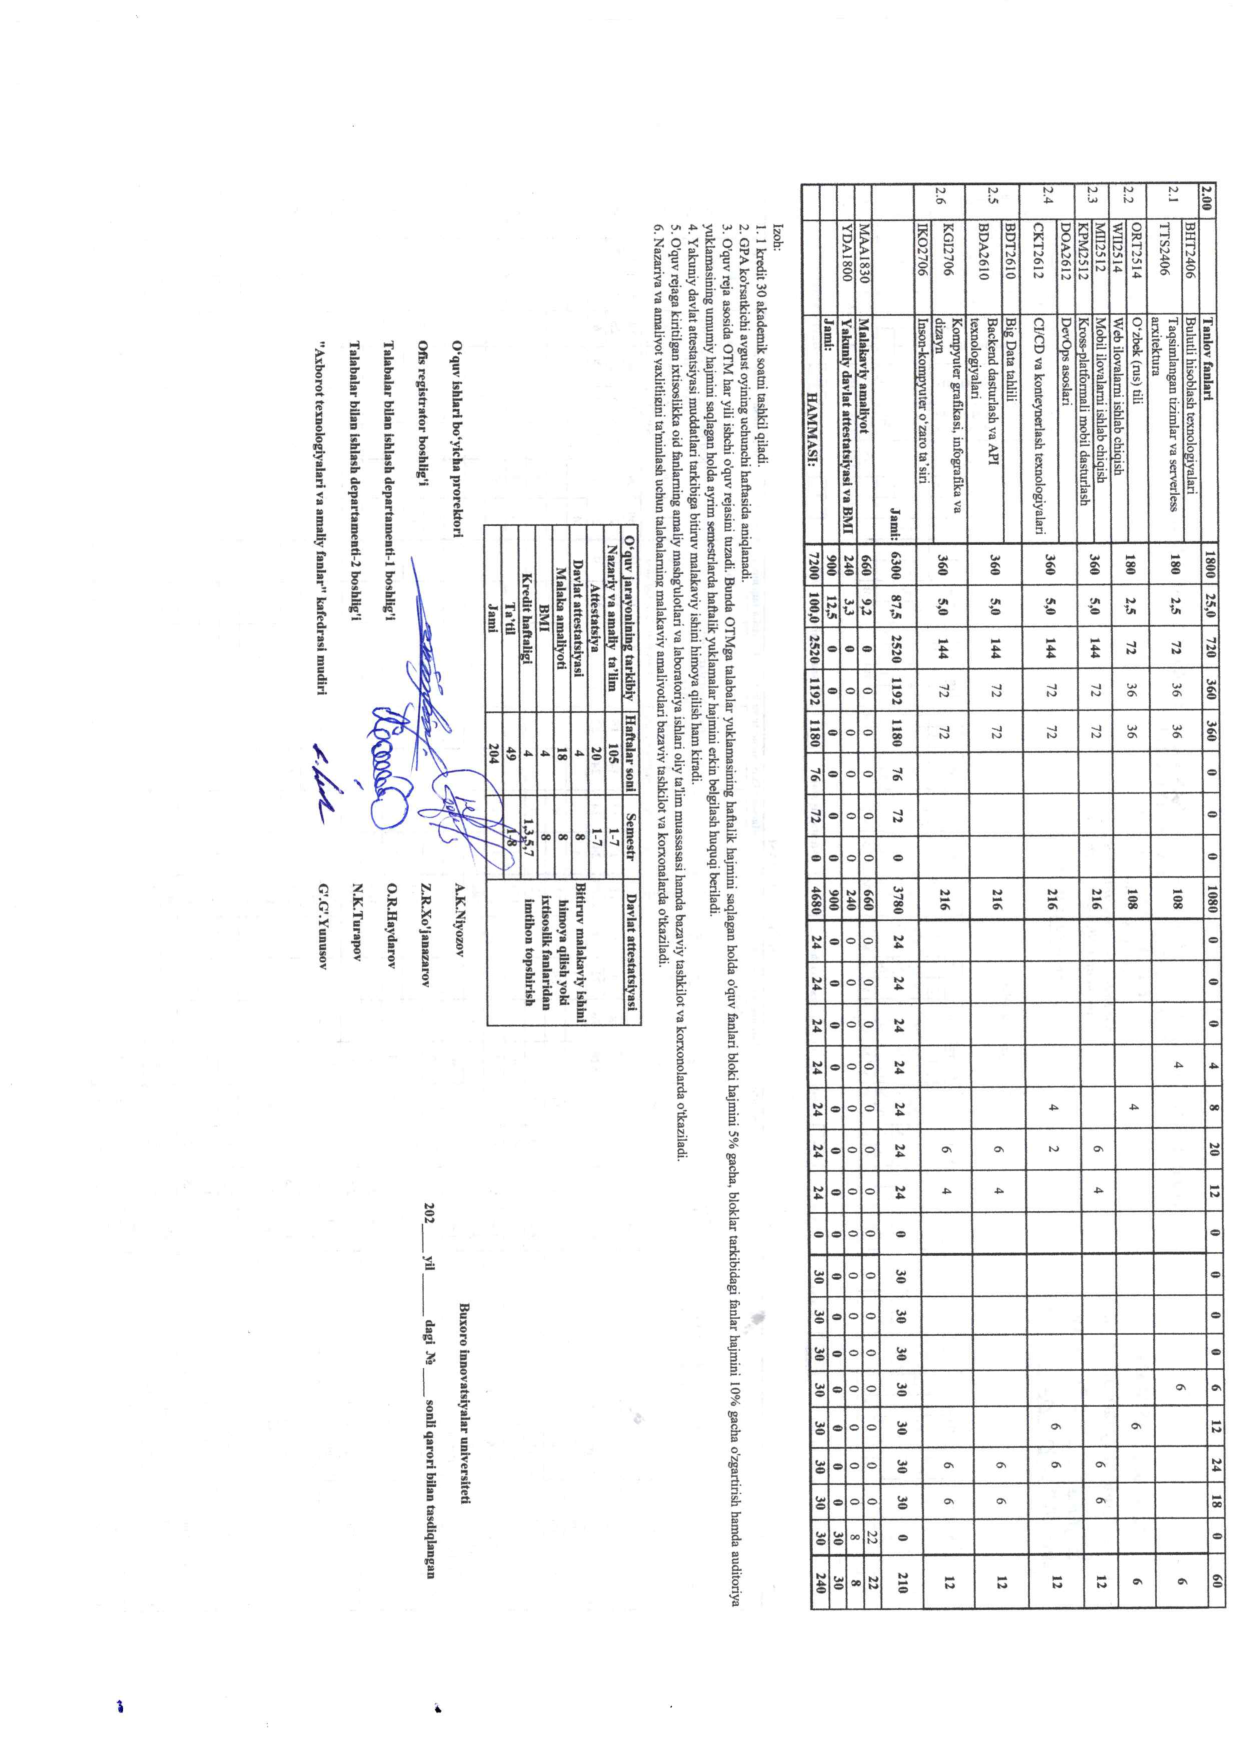 2.00 Tanlov fanlari 1800 25,0 720 360 360 0 0 0 1080 0 0 0 4 8 20 12 0 0 0 0 6 12 24 18 0 60
2.1 BHT2406 Bulutli hisoblash texnologiyalari 180 2,5 72 36 36 108 4 6 6
TTS2406 Taqsimlangan tizimlar va serverless
arxitektura
2.2 ORT2514 O‘zbek (rus) tili 180 2,5 72 36 36 108 4 6 6
WII2514 Web ilovalarni ishlab chiqish
2.3 MII2512 Mobil ilovalarni ishlab chiqish 360 5,0 144 72 72 216 6 4 6 6 12
KPM2512 Kross-platformali mobil dasturlash
2.4 DOA2612 DevOps asoslari 360 5,0 144 72 72 216 4 2 6 6 12
CKT2612 CI/CD va konteynerlash texnologiyalari
2.5 BDT2610 Big Data tahlili 360 5,0 144 72 72 216 6 4 6 6 12
BDA2610 Backend dasturlash va API
texnologiyalari
2.6 KGI2706 Kompyuter grafikasi, infografika va
dizayn 360 5,0 144 72 72 216 6 4 6 6 12
IKO2706 Inson-kompyuter o‘zaro ta’siri
Jami: 6300 87,5 2520 1192 1180 76 72 0 3780 24 24 24 24 24 24 24 0 30 30 30 30 30 30 30 0 210
MAA1830 Malakaviy amaliyot 660 9,2 0 0 0 0 0 0 660 0 0 0 0 0 0 0 0 0 0 0 0 0 0 0 22 22
YDA1800 Yakuniy davlat attestatsiyasi va BMI 240 3,3 0 0 0 0 0 0 240 0 0 0 0 0 0 0 0 0 0 0 0 0 0 0 8 8
Jami: 900 12,5 0 0 0 0 0 0 900 0 0 0 0 0 0 0 0 0 0 0 0 0 0 0 30 30
HAMMASI: 7200 100,0 2520 1192 1180 76 72 0 4680 24 24 24 24 24 24 24 0 30 30 30 30 30 30 30 30 240
Izoh:
1. 1 kredit 30 akademik soatni tashkil qiladi.
2. GPA ko'rsatkichi avgust oyining uchunchi haftasida aniqlanadi.
3. O'quv reja asosida OTM har yili ishchi o'quv rejasini tuzadi. Bunda OTMga talabalar yuklamasining haftalik hajmini saqlagan holda o'quv fanlari bloki hajmini 5% gacha, bloklar tarkibidagi fanlar hajmini 10% gacha o'zgartirish hamda auditoriya
yuklamasining umumiy hajmini saqlagan holda ayrim semestrlarda haftalik yuklamalar hajmini erkin belgilash huquqi beriladi.
4. Yakuniy davlat attestatsiyasi muddatlari tarkibiga bitiruv malakaviy ishini himoya qilish ham kiradi.
5. O'quv rejaga kiritilgan ixtisoslikka oid fanlarning amaliy mashg'ulotlari va laboratoriya ishlari oliy ta'lim muassasasi hamda bazaviy tashkilot va korxonolarda o'tkaziladi.
6. Nazariya va amaliyot vaxlitligini ta'minlash uchun talabalarning malakaviy amaliyotlari bazaviy tashkilot va korxonalarda o'tkaziladi.
O‘quv jarayonining tarkibiy Haftalar soni Semestr Davlat attestatsiyasi
Nazariy va amaliy ta’lim 105 1-7
Attestatsiya 20 1-7
Davlat attestatsiyasi 4 8
Malaka amaliyoti 18 8
BMI 4 8
Kredit haftaligi 4 1,3,5,7
Ta’til 49 1-8
Jami 204
Bitiruv malakaviy ishini
himoya qilish yoki
ixtisoslik fanlaridan
imtihon topshirish
O‘quv ishlari bo‘yicha prorektori A.K.Niyozov
Buxoro innovatsiyalar universiteti
Ofis registrator boshlig'i Z.R.Xo'janazarov
202___ yil _____ dagi № ____ sonli qarori bilan tasdiqlangan
Talabalar bilan ishlash departamenti-1 boshlig'i O.R.Haydarov
Talabalar bilan ishlash departamenti-2 boshlig'i N.K.Turapov
"Axborot texnologiyalari va amaliy fanlar" kafedrasi mudiri G'.G'.Yunusov